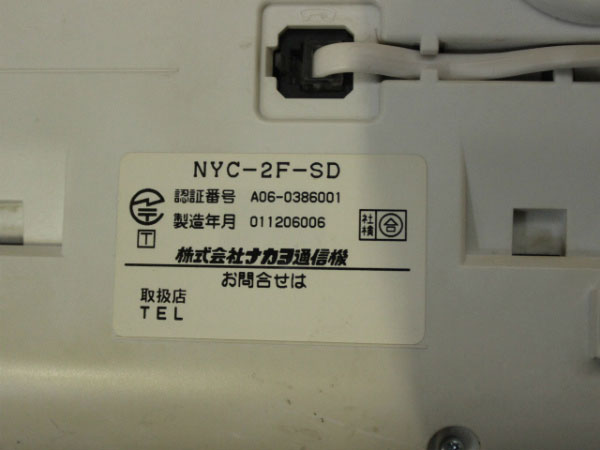 NYC-2F-SD
認証番号 A06-0386001
製造年月 011206006
T
社検 合
株式会社ナカヨ通信機
お問合せは
取扱店
TEL